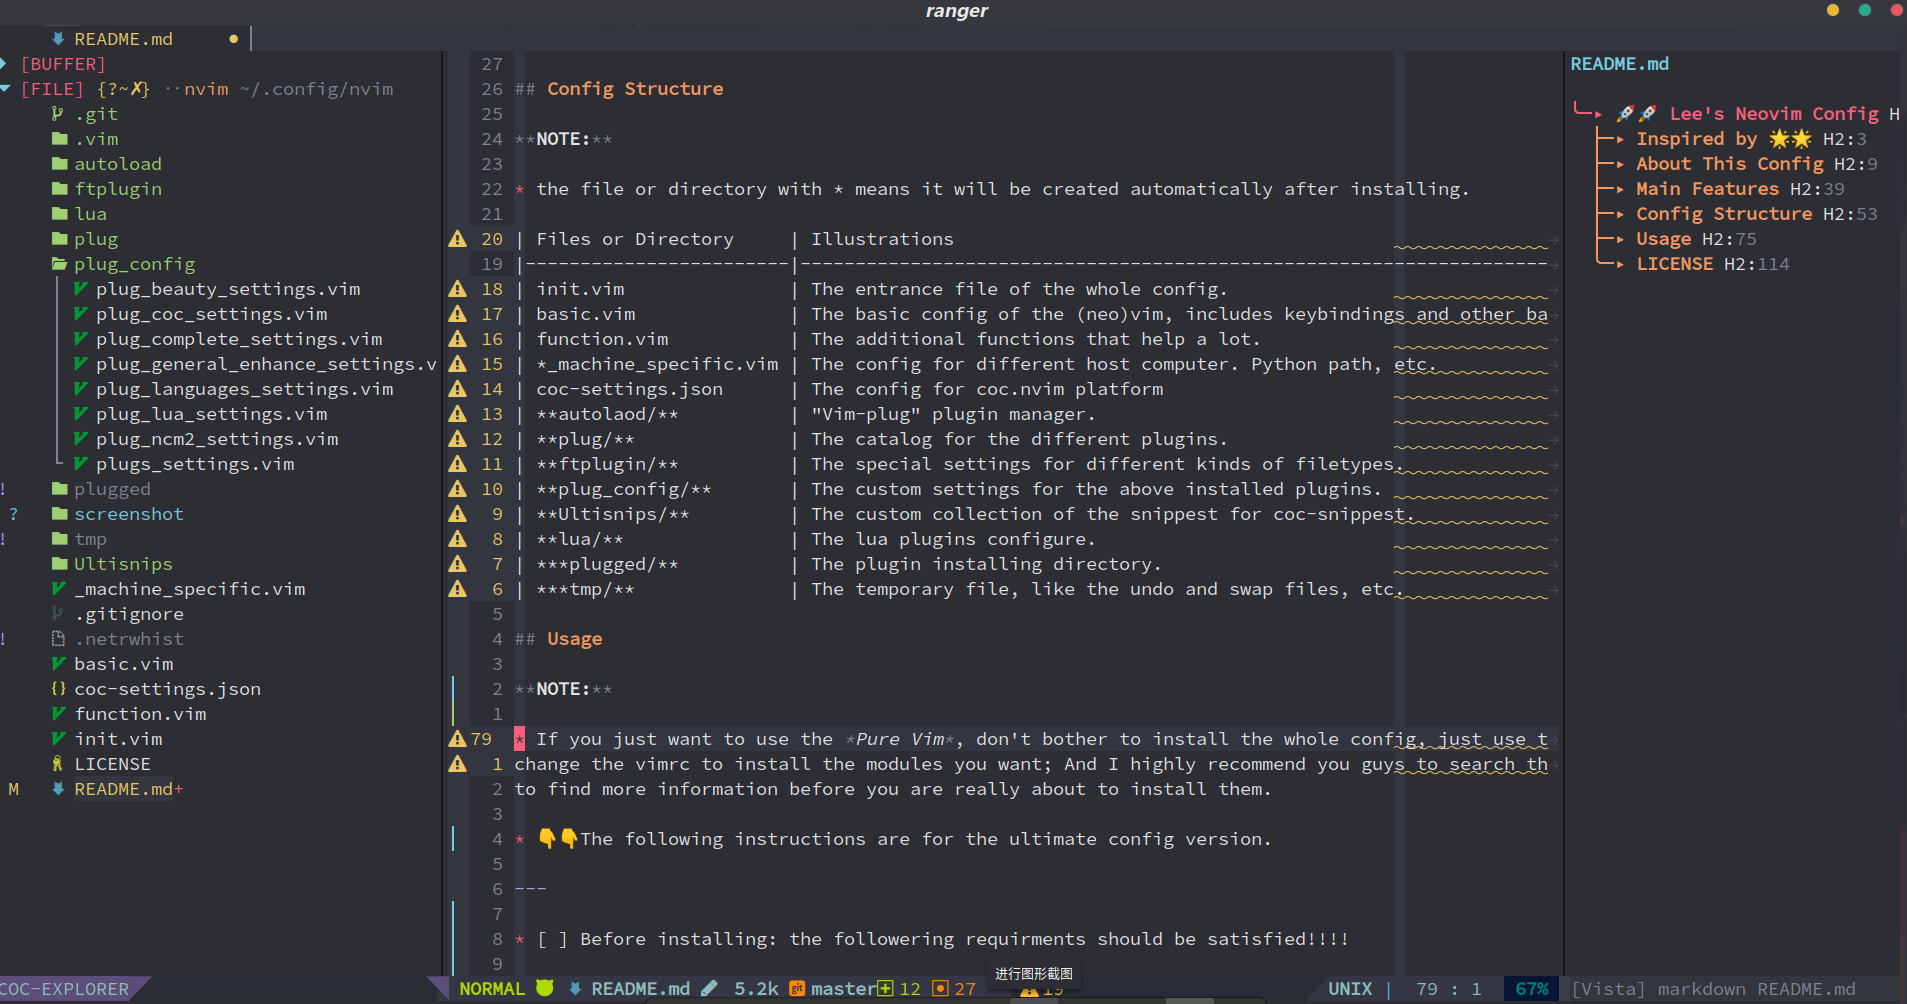 ranger
README.md
[BUFFER]
[FILE] {?~✗} ··nvim ~/.config/nvim
.git
.vim
autoload
ftplugin
lua
plug
plug_config
plug_beauty_settings.vim
plug_coc_settings.vim
plug_complete_settings.vim
plug_general_enhance_settings.v
plug_languages_settings.vim
plug_lua_settings.vim
plug_ncm2_settings.vim
plugs_settings.vim
! plugged
? screenshot
! tmp
Ultisnips
_machine_specific.vim
.gitignore
! .netrwhist
basic.vim
{} coc-settings.json
function.vim
init.vim
LICENSE
M README.md+
COC-EXPLORER
27
26 ## Config Structure
25
24 **NOTE:**
23
22 * the file or directory with * means it will be created automatically after installing.
21
20 | Files or Directory | Illustrations
19 |------------------------|--------------------------------------------------------------------
18 | init.vim | The entrance file of the whole config.
17 | basic.vim | The basic config of the (neo)vim, includes keybindings and other ba
16 | function.vim | The additional functions that help a lot.
15 | *_machine_specific.vim | The config for different host computer. Python path, etc.
14 | coc-settings.json | The config for coc.nvim platform
13 | **autolaod/** | "Vim-plug" plugin manager.
12 | **plug/** | The catalog for the different plugins.
11 | **ftplugin/** | The special settings for different kinds of filetypes.
10 | **plug_config/** | The custom settings for the above installed plugins.
9 | **Ultisnips/** | The custom collection of the snippest for coc-snippest.
8 | **lua/** | The lua plugins configure.
7 | ***plugged/** | The plugin installing directory.
6 | ***tmp/** | The temporary file, like the undo and swap files, etc.
5
4 ## Usage
3
2 **NOTE:**
1
79 * If you just want to use the *Pure Vim*, don't bother to install the whole config, just use t
1 change the vimrc to install the modules you want; And I highly recommend you guys to search th
2 to find more information before you are really about to install them.
3
4 * 👇👇The following instructions are for the ultimate config version.
5
6 ---
7
8 * [ ] Before installing: the followering requirments should be satisfied!!!!
9
进行图形截图
NORMAL README.md 5.2k git master 12 27 19 UNIX | 79 : 1 67%
README.md
🚀🚀 Lee's Neovim Config H
Inspired by 🌟🌟 H2:3
About This Config H2:9
Main Features H2:39
Config Structure H2:53
Usage H2:75
LICENSE H2:114
[Vista] markdown README.md